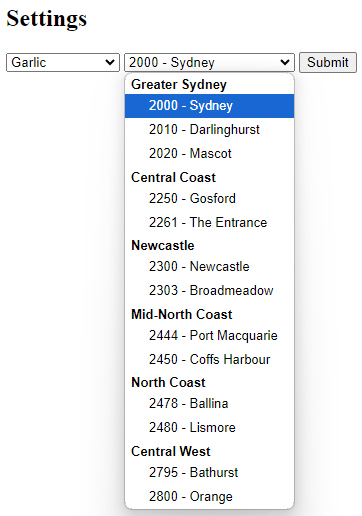 Settings
Garlic 2000 - Sydney Submit
Greater Sydney
2000 - Sydney
2010 - Darlinghurst
2020 - Mascot
Central Coast
2250 - Gosford
2261 - The Entrance
Newcastle
2300 - Newcastle
2303 - Broadmeadow
Mid-North Coast
2444 - Port Macquarie
2450 - Coffs Harbour
North Coast
2478 - Ballina
2480 - Lismore
Central West
2795 - Bathurst
2800 - Orange